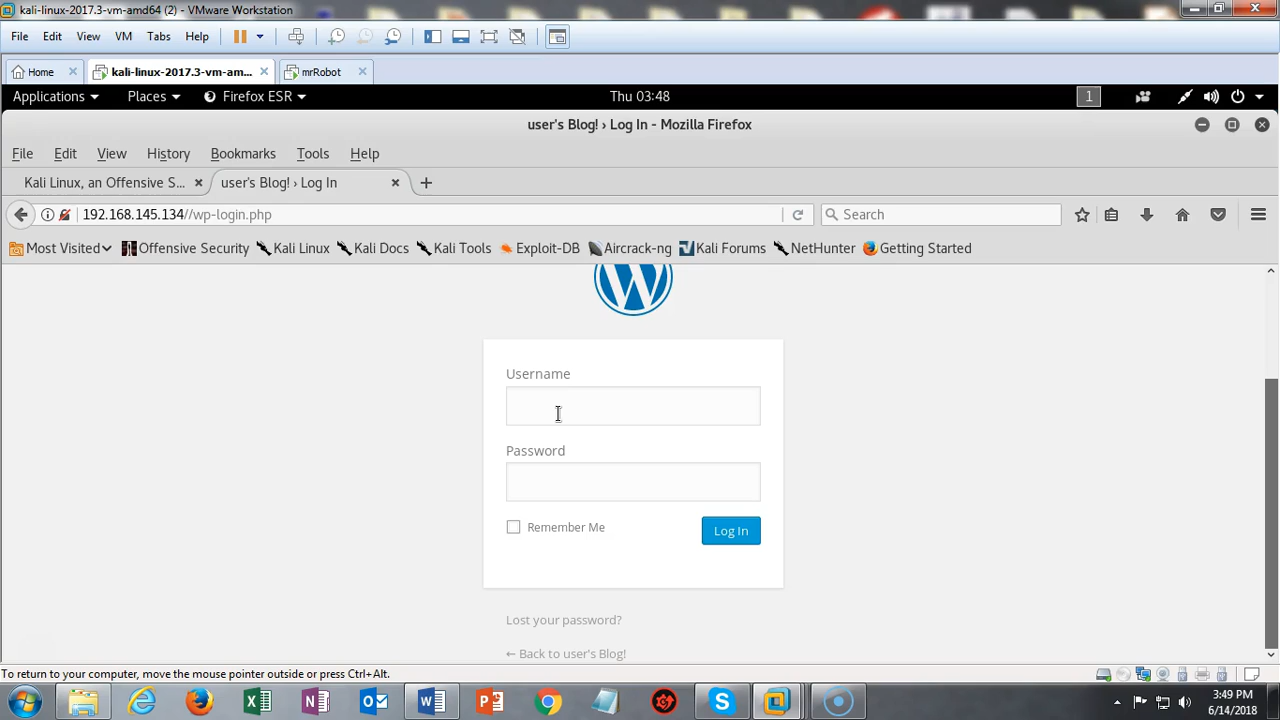 kali-linux-2017.3-vm-amd64 (2) - VMware Workstation
File Edit View VM Tabs Help
Home kali-linux-2017.3-vm-am... mrRobot
Applications Places Firefox ESR Thu 03:48 1
user's Blog! › Log In - Mozilla Firefox
File Edit View History Bookmarks Tools Help
Kali Linux, an Offensive S... user's Blog! › Log In
192.168.145.134//wp-login.php Search
Most Visited Offensive Security Kali Linux Kali Docs Kali Tools Exploit-DB Aircrack-ng Kali Forums NetHunter Getting Started
Username
Password
Remember Me Log In
Lost your password?
← Back to user's Blog!
To return to your computer, move the mouse pointer outside or press Ctrl+Alt.
3:49 PM
6/14/2018